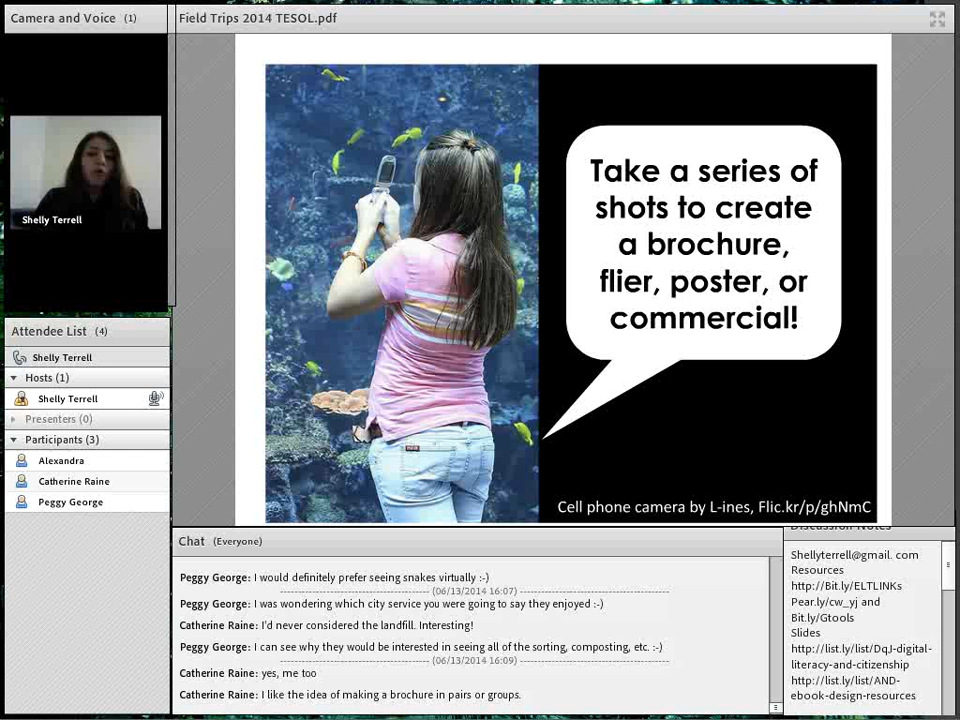 Camera and Voice (1)
Field Trips 2014 TESOL.pdf
Shelly Terrell
Take a series of
shots to create
a brochure,
flier, poster, or
commercial!
Cell phone camera by L-ines, Flic.kr/p/ghNmC
Attendee List (4)
Shelly Terrell
Hosts (1)
Shelly Terrell
Presenters (0)
Participants (3)
Alexandra
Catherine Raine
Peggy George
Chat (Everyone)
Peggy George: I would definitely prefer seeing snakes virtually :-)
(06/13/2014 16:07)
Peggy George: I was wondering which city service you were going to say they enjoyed :-)
Catherine Raine: I'd never considered the landfill. Interesting!
Peggy George: I can see why they would be interested in seeing all of the sorting, composting, etc. :-)
(06/13/2014 16:09)
Catherine Raine: yes, me too
Catherine Raine: I like the idea of making a brochure in pairs or groups.
Discussion Notes
Shellyterrell@gmail. com
Resources
http://Bit.ly/ELTLINKs
Pear.ly/cw_yj and
Bit.ly/Gtools
Slides
http://list.ly/list/DqJ-digital-
literacy-and-citizenship
http://list.ly/list/AND-
ebook-design-resources